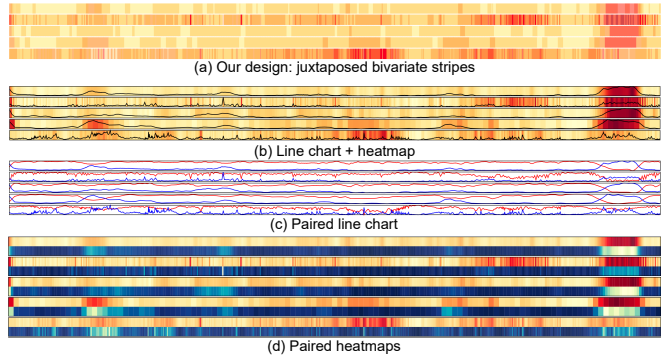 (a) Our design: juxtaposed bivariate stripes
(b) Line chart + heatmap
(c) Paired line chart
(d) Paired heatmaps